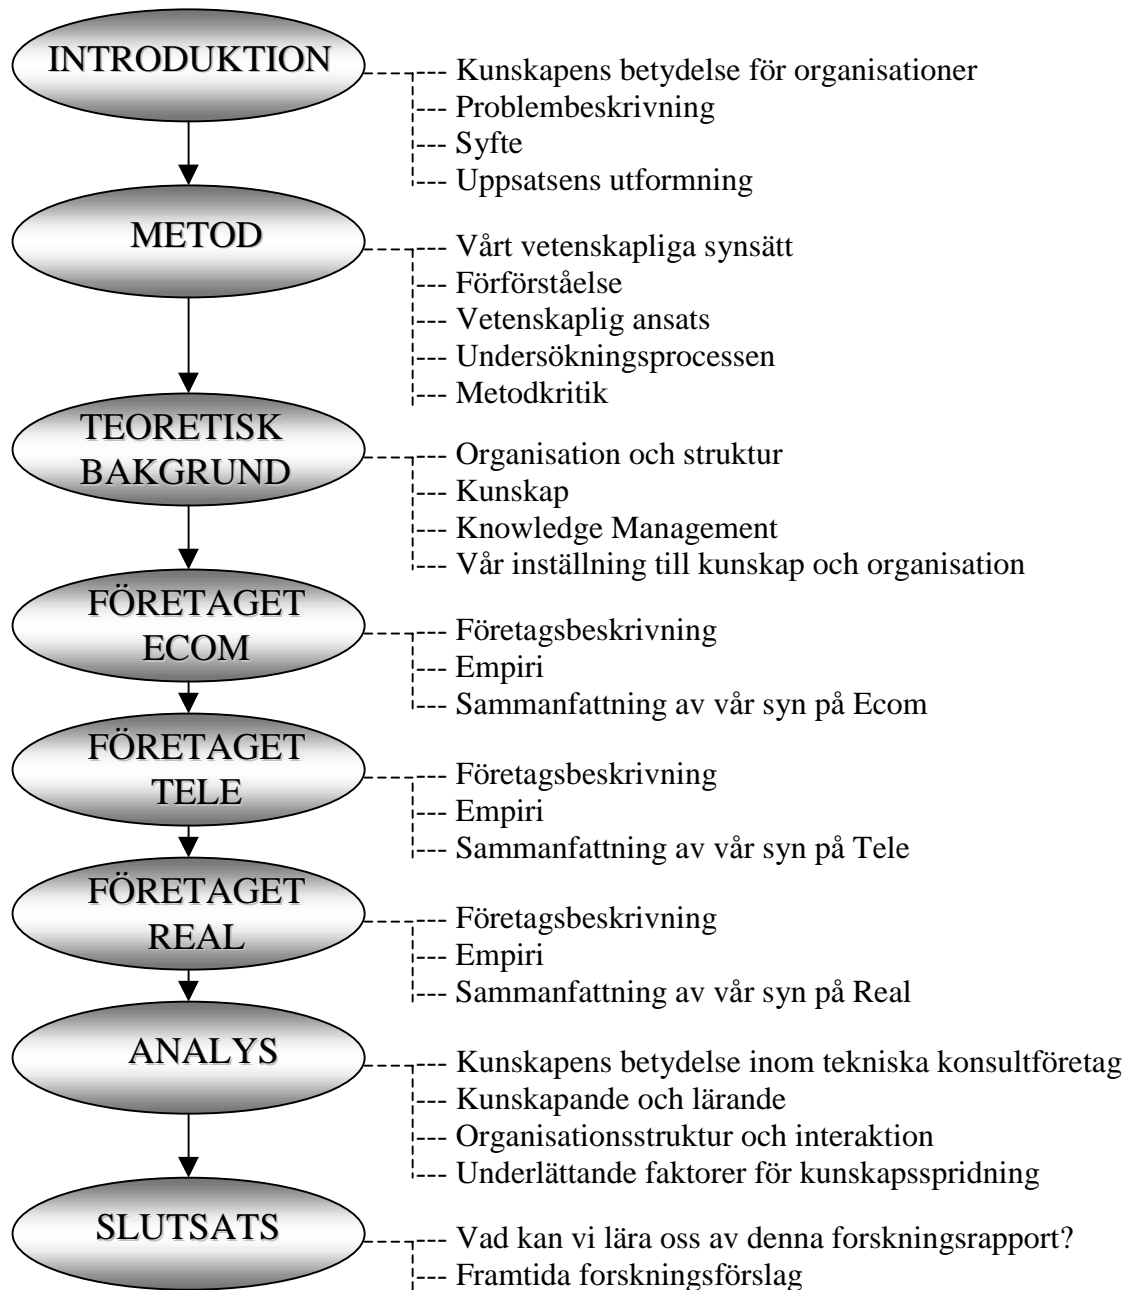 INTRODUKTION
--- Kunskapens betydelse för organisationer
--- Problembeskrivning
--- Syfte
--- Uppsatsens utformning
METOD
--- Vårt vetenskapliga synsätt
--- Förförståelse
--- Vetenskaplig ansats
--- Undersökningsprocessen
--- Metodkritik
TEORETISK
BAKGRUND
--- Organisation och struktur
--- Kunskap
--- Knowledge Management
--- Vår inställning till kunskap och organisation
FÖRETAGET
ECOM
--- Företagsbeskrivning
--- Empiri
--- Sammanfattning av vår syn på Ecom
FÖRETAGET
TELE
--- Företagsbeskrivning
--- Empiri
--- Sammanfattning av vår syn på Tele
FÖRETAGET
REAL
--- Företagsbeskrivning
--- Empiri
--- Sammanfattning av vår syn på Real
ANALYS
--- Kunskapens betydelse inom tekniska konsultföretag
--- Kunskapande och lärande
--- Organisationsstruktur och interaktion
--- Underlättande faktorer för kunskapsspridning
SLUTSATS
--- Vad kan vi lära oss av denna forskningsrapport?
--- Framtida forskningsförslag